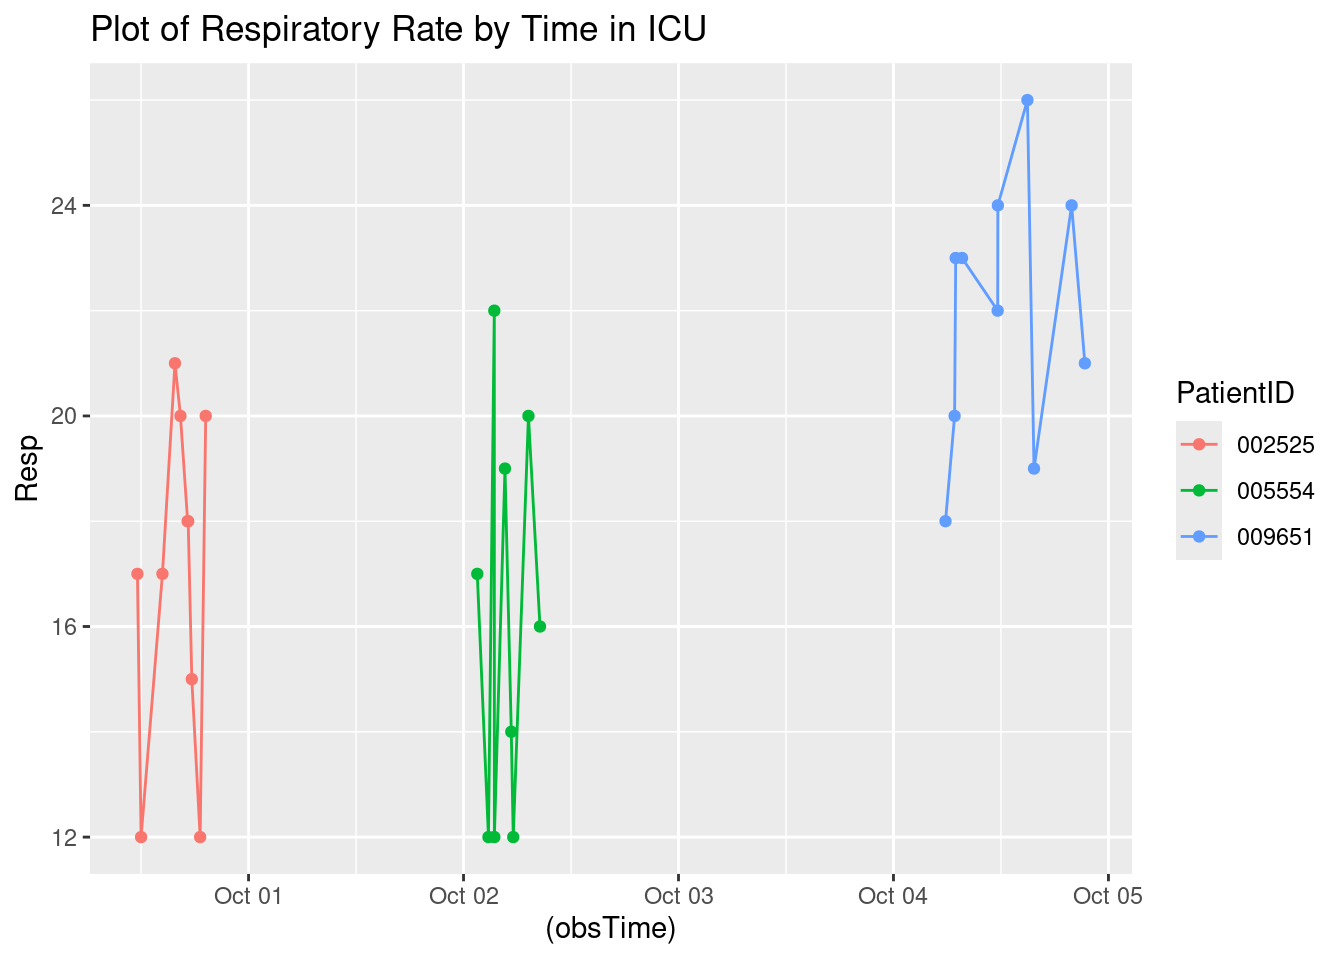 Plot of Respiratory Rate by Time in ICU
24
20
16
12
Resp
Oct 01
Oct 02
Oct 03
Oct 04
Oct 05
(obsTime)
PatientID
002525
005554
009651